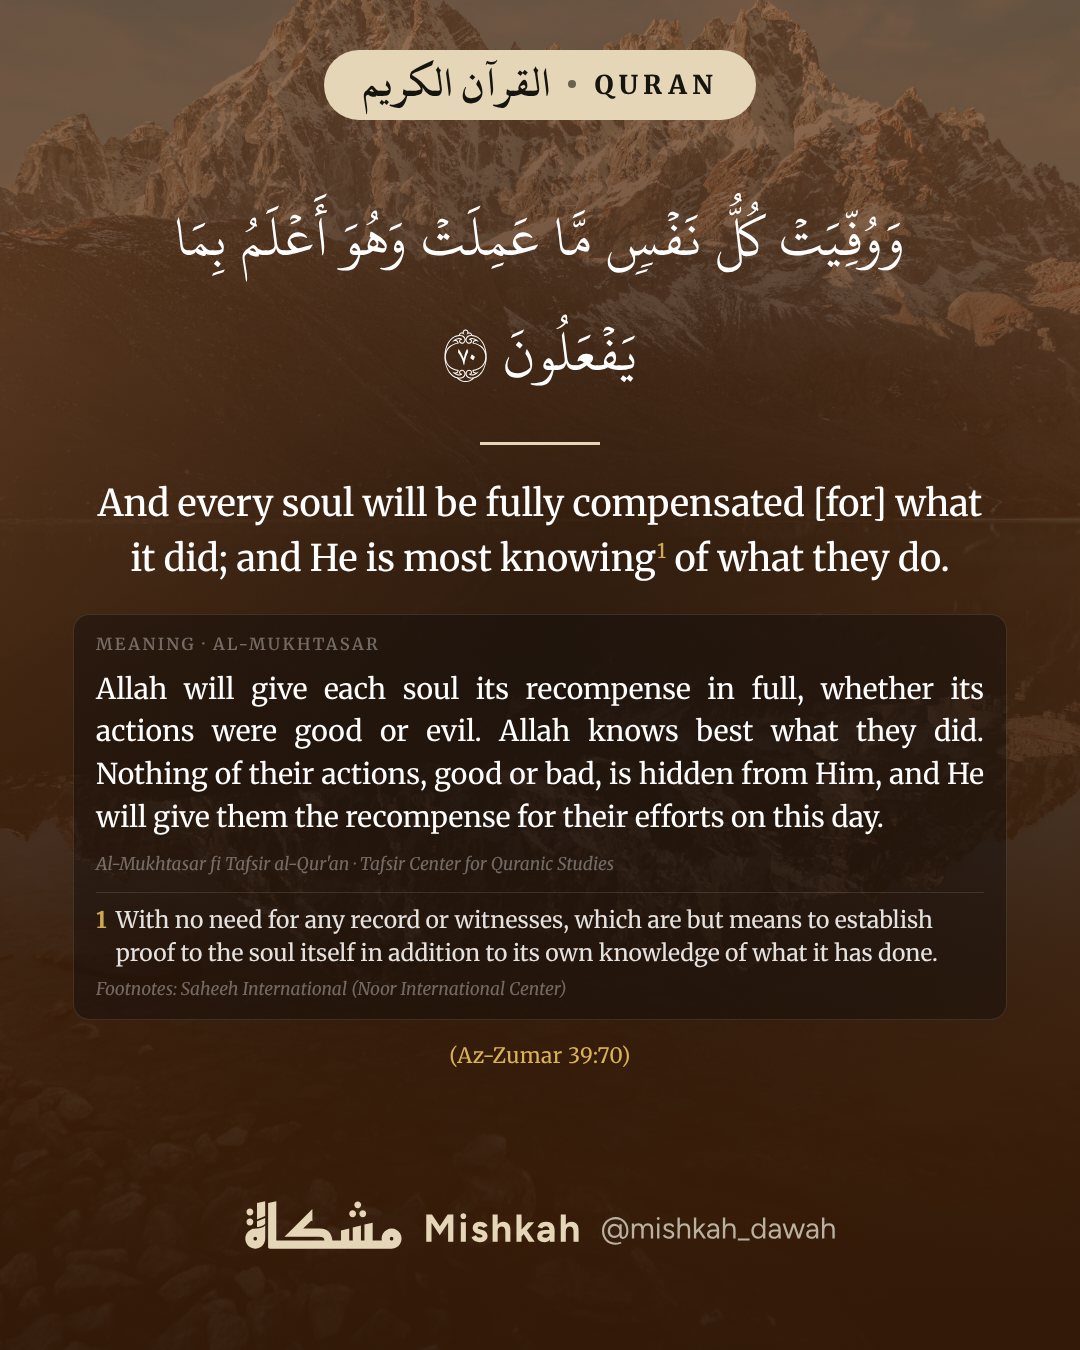 القرآن الكريم • QURAN
وَوُفِّيَتۡ كُلُّ نَفۡسٖ مَّا عَمِلَتۡ وَهُوَ أَعۡلَمُ بِمَا
يَفۡعَلُونَ ٧٠
And every soul will be fully compensated [for] what
it did; and He is most knowing1 of what they do.
MEANING · AL-MUKHTASAR
Allah will give each soul its recompense in full, whether its
actions were good or evil. Allah knows best what they did.
Nothing of their actions, good or bad, is hidden from Him, and He
will give them the recompense for their efforts on this day.
Al-Mukhtasar fi Tafsir al-Qur'an · Tafsir Center for Quranic Studies
1 With no need for any record or witnesses, which are but means to establish
proof to the soul itself in addition to its own knowledge of what it has done.
Footnotes: Saheeh International (Noor International Center)
(Az-Zumar 39:70)
مشكاة Mishkah @mishkah_dawah